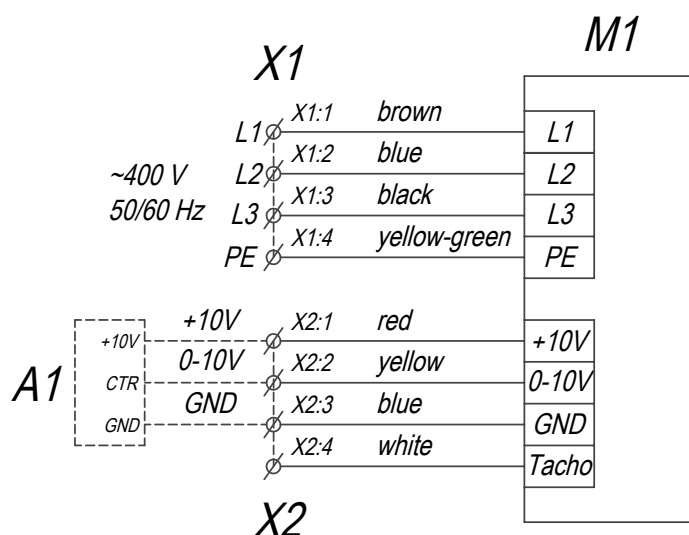 M1
X1
X1:1 brown
L1 L1
X1:2 blue
~400 V L2 L2
X1:3 black
50/60 Hz L3 L3
X1:4 yellow-green
PE PE
+10V X2:1 red
+10V +10V
0-10V X2:2 yellow
A1 CTR 0-10V
GND X2:3 blue
GND GND
X2:4 white
Tacho
X2